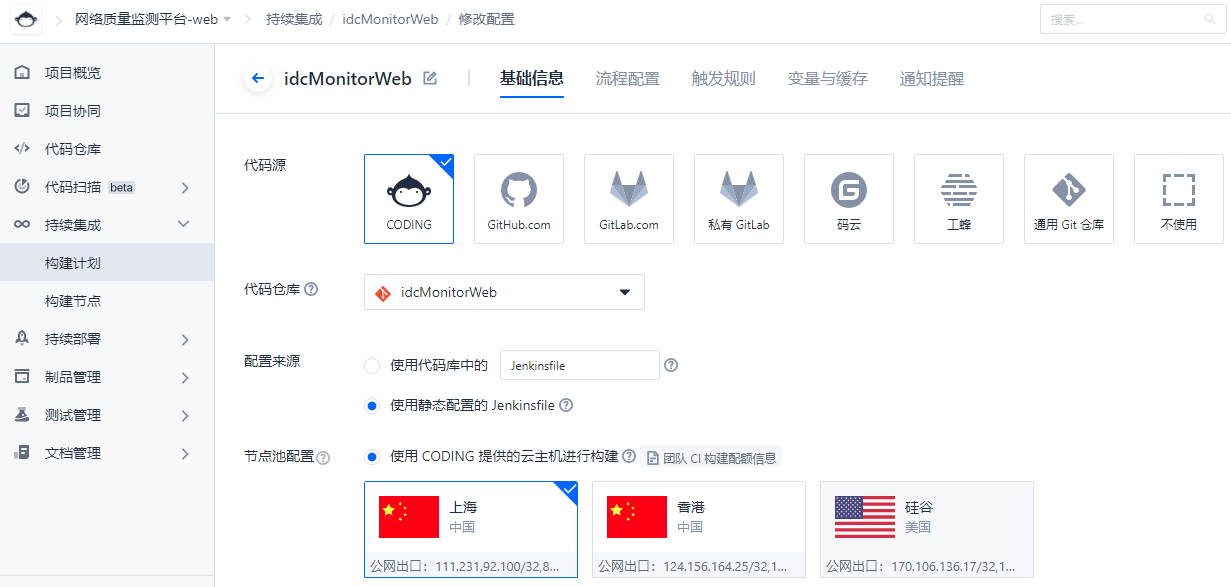 网络质量监测平台-web
持续集成 / idcMonitorWeb / 修改配置
搜索...
项目概览
项目协同
代码仓库
代码扫描 beta
持续集成
构建计划
构建节点
持续部署
制品管理
测试管理
文档管理
idcMonitorWeb
基础信息 流程配置 触发规则 变量与缓存 通知提醒
代码源
CODING GitHub.com GitLab.com 私有 GitLab 码云 工蜂 通用 Git 仓库 不使用
代码仓库 idcMonitorWeb
配置来源 使用代码库中的 Jenkinsfile
使用静态配置的 Jenkinsfile
节点池配置 使用 CODING 提供的云主机进行构建 团队 CI 构建配额信息
上海 香港 硅谷
中国 中国 美国
公网出口：111.231.92.100/32,8... 公网出口：124.156.164.25/32,1... 公网出口：170.106.136.17/32,1...